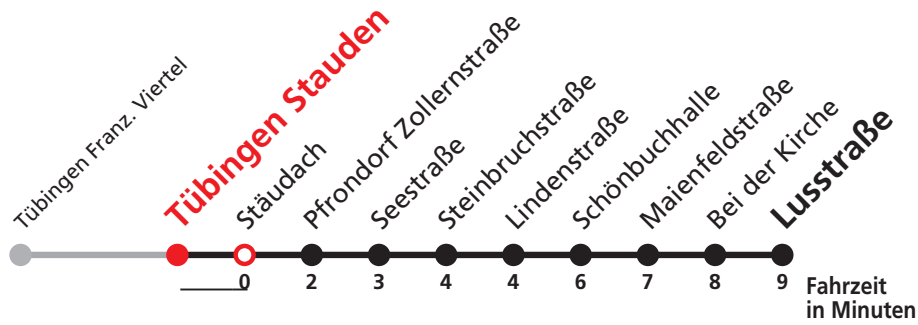 Tübingen Franz. Viertel
Tübingen Stauden
Stäudach
Pfrondorf Zollernstraße
Seestraße
Steinbruchstraße
Lindenstraße
Schönbuchhalle
Maienfeldstraße
Bei der Kirche
Lusstraße
0 2 3 4 4 6 7 8 9
Fahrzeit
in Minuten